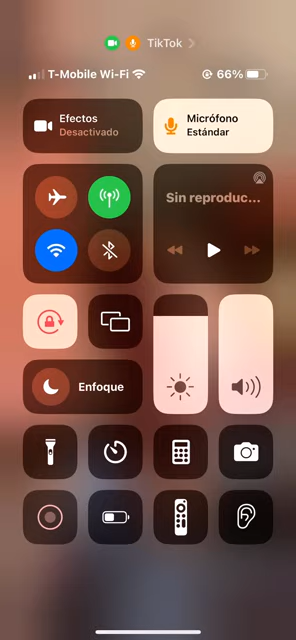 TikTok
T-Mobile Wi-Fi 66%
Efectos
Desactivado
Micrófono
Estándar
Sin reproduc...
Enfoque